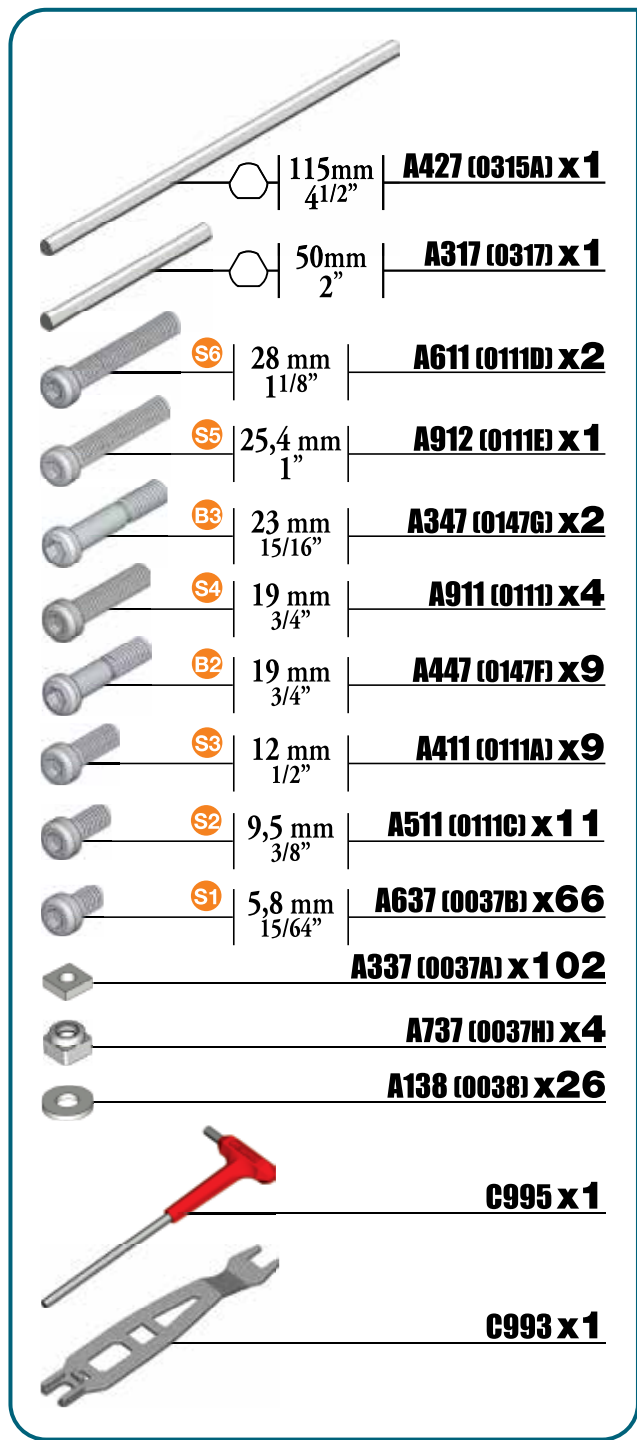 115mm
4 1/2”
A427 (0315A) x1
50mm
2”
A317 (0317) x1
S6
28 mm
1 1/8”
A611 (0111D) x2
S5
25,4 mm
1”
A912 (0111E) x1
B3
23 mm
15/16”
A347 (0147G) x2
S4
19 mm
3/4”
A911 (0111) x4
B2
19 mm
3/4”
A447 (0147F) x9
S3
12 mm
1/2”
A411 (0111A) x9
S2
9,5 mm
3/8”
A511 (0111C) x11
S1
5,8 mm
15/64”
A637 (0037B) x66
A337 (0037A) x102
A737 (0037H) x4
A138 (0038) x26
C995 x1
C993 x1